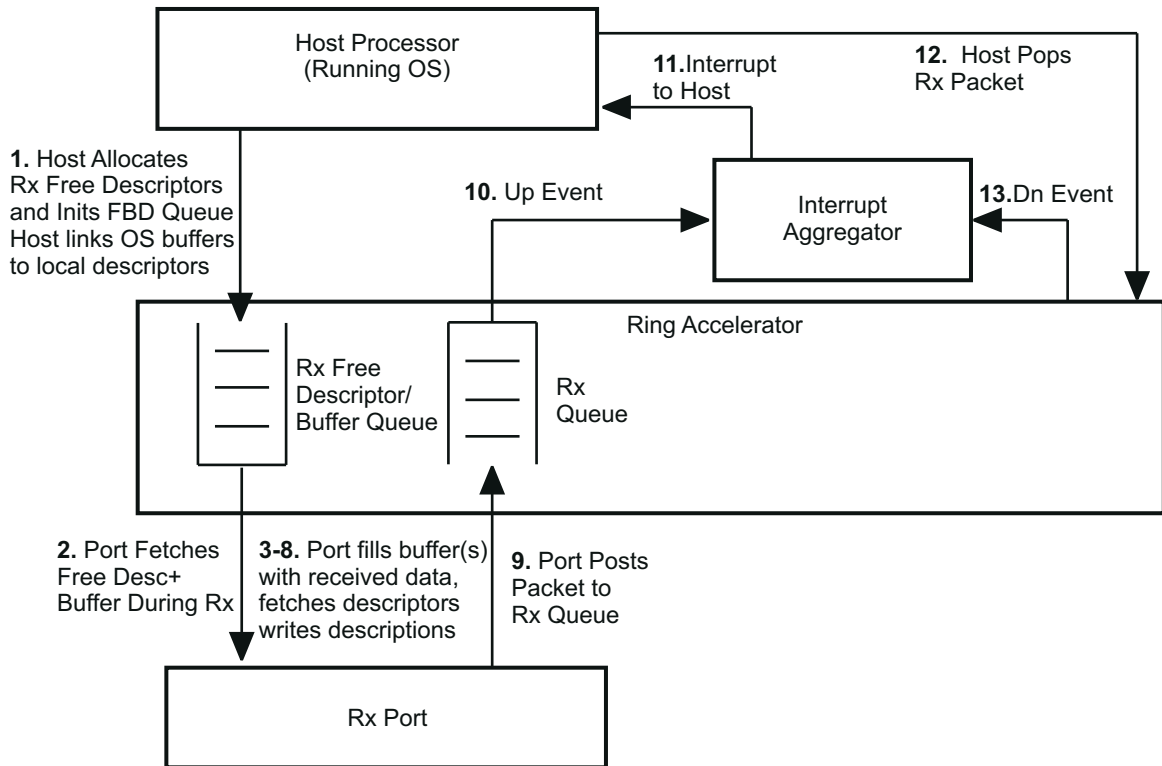 Host Processor
(Running OS)
12. Host Pops
Rx Packet
11.Interrupt
to Host
1. Host Allocates
Rx Free Descriptors
and Inits FBD Queue
Host links OS buffers
to local descriptors
10. Up Event
Interrupt
Aggregator
13.Dn Event
Ring Accelerator
Rx Free
Descriptor/
Buffer Queue
Rx
Queue
2. Port Fetches
Free Desc+
Buffer During Rx
3-8. Port fills buffer(s)
with received data,
fetches descriptors
writes descriptions
9. Port Posts
Packet to
Rx Queue
Rx Port